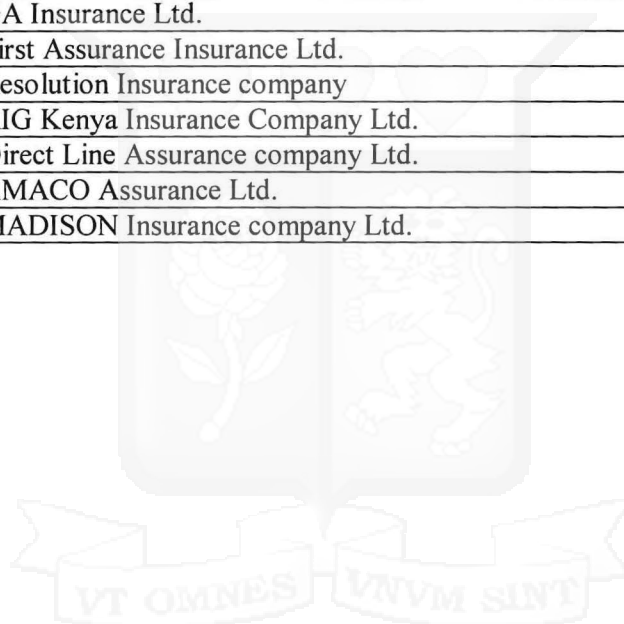 A Insurance Ltd.
irst Assurance Insurance Ltd.
esolution Insurance company
IG Kenya Insurance Company Ltd.
irect Line Assurance company Ltd.
MACO Assurance Ltd.
ADISON Insurance company Ltd.
VT OMNES VNVM SINT